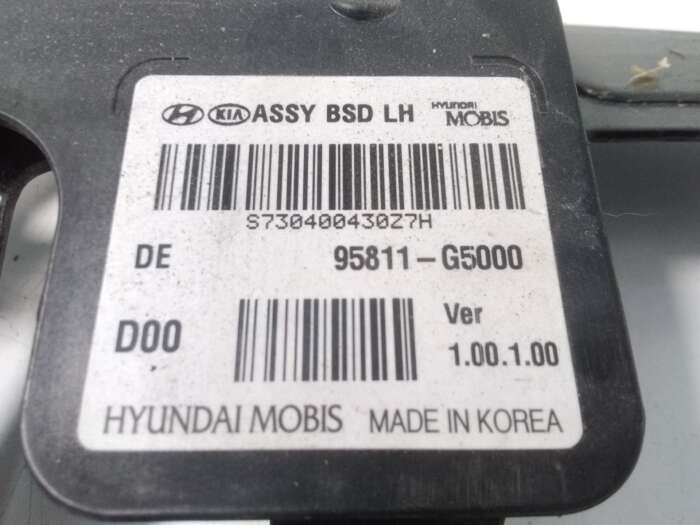 KIA ASSY BSD LH HYUNDAI MOBIS
S730400430Z7H
DE 95811-G5000
D00 Ver 1.00.1.00
HYUNDAI MOBIS MADE IN KOREA